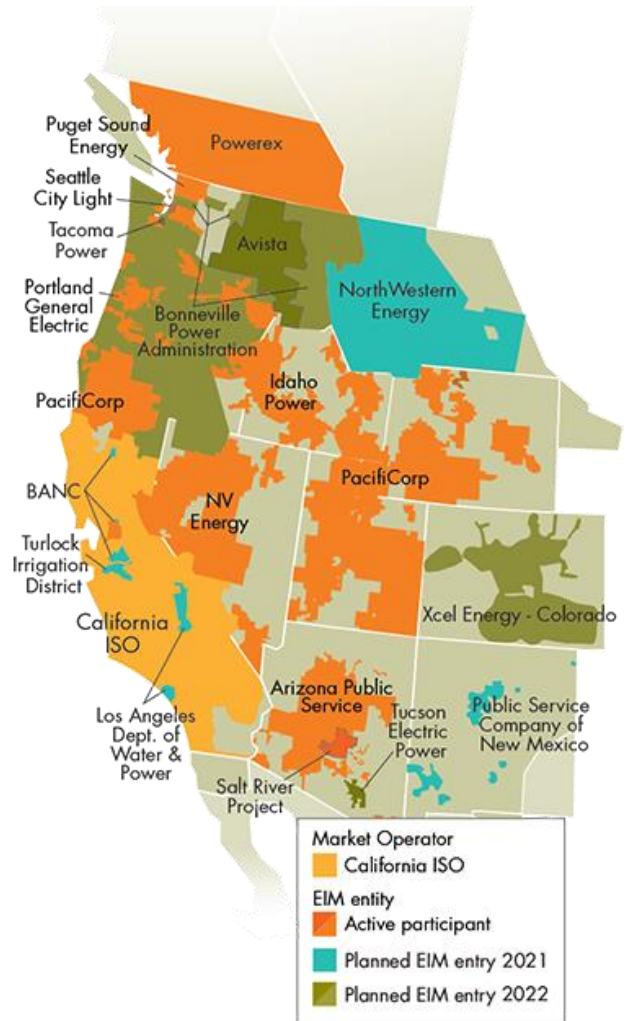 Puget Sound
Energy
Powerex
Seattle
City Light
Tacoma
Power
Avista
Portland
General
Electric
Bonneville
Power
Administration
NorthWestern
Energy
Idaho
Power
PacifiCorp
PacifiCorp
BANC
NV
Energy
Turlock
Irrigation
District
California
ISO
Xcel Energy - Colorado
Los Angeles
Dept. of
Water &
Power
Arizona Public
Service
Tucson
Electric
Power
Public Service
Company of
New Mexico
Salt River
Project
Market Operator
California ISO
EIM entity
Active participant
Planned EIM entry 2021
Planned EIM entry 2022